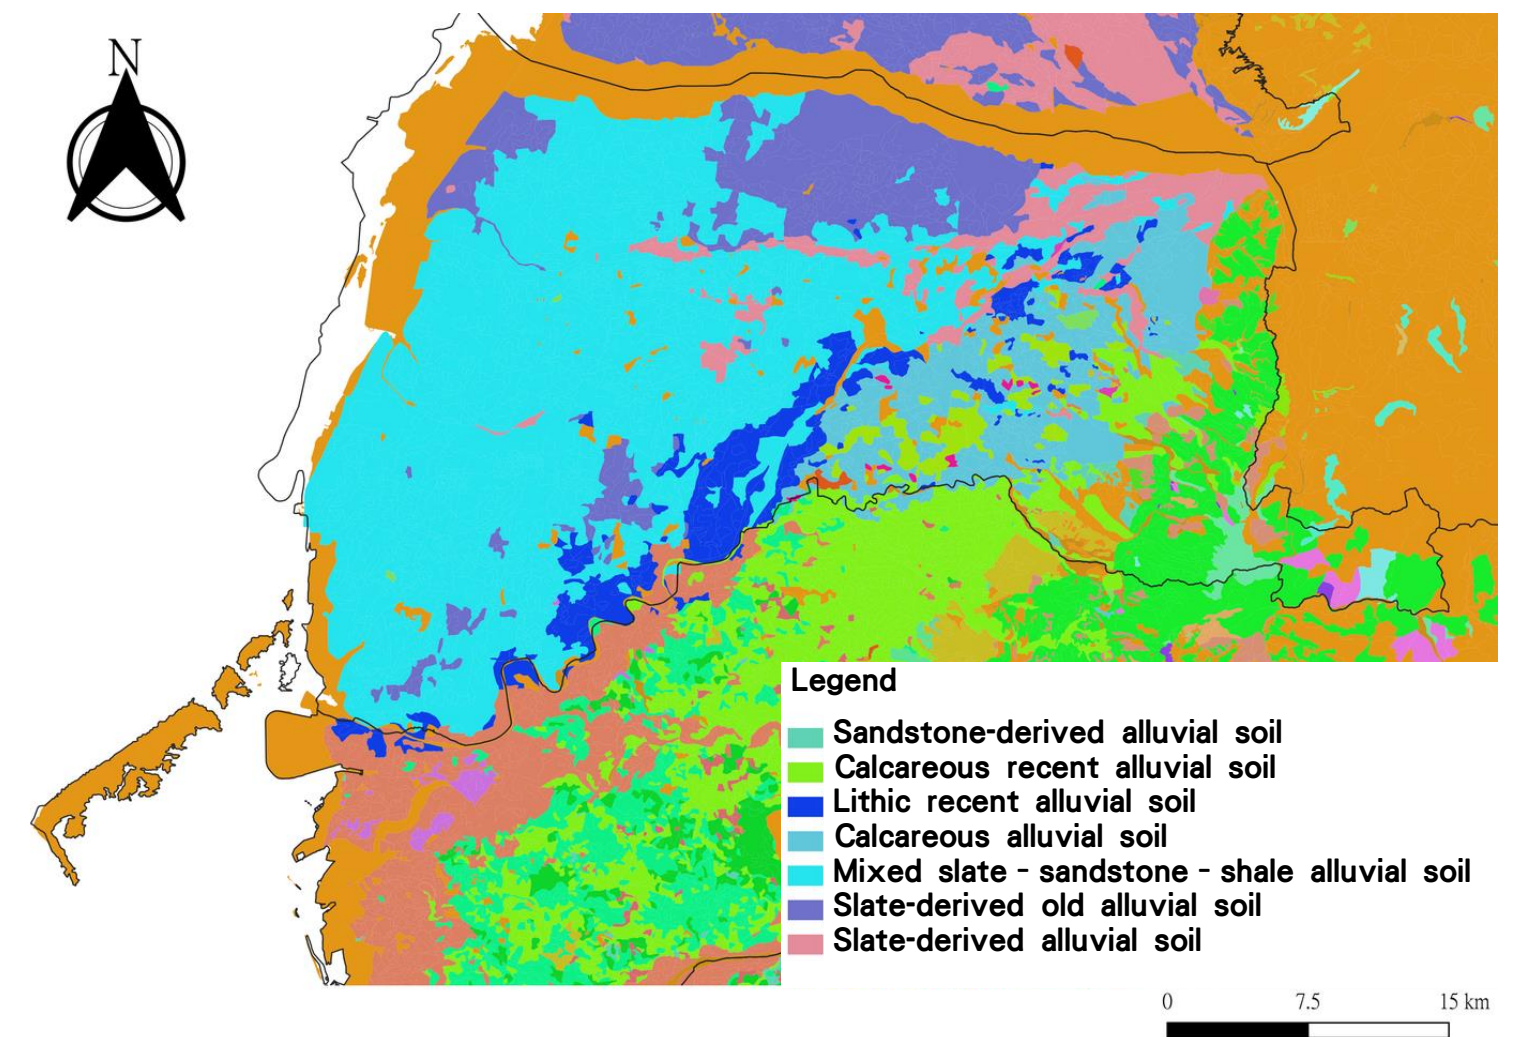 N
Legend
Sandstone-derived alluvial soil
Calcareous recent alluvial soil
Lithic recent alluvial soil
Calcareous alluvial soil
Mixed slate - sandstone - shale alluvial soil
Slate-derived old alluvial soil
Slate-derived alluvial soil
0 7.5 15 km